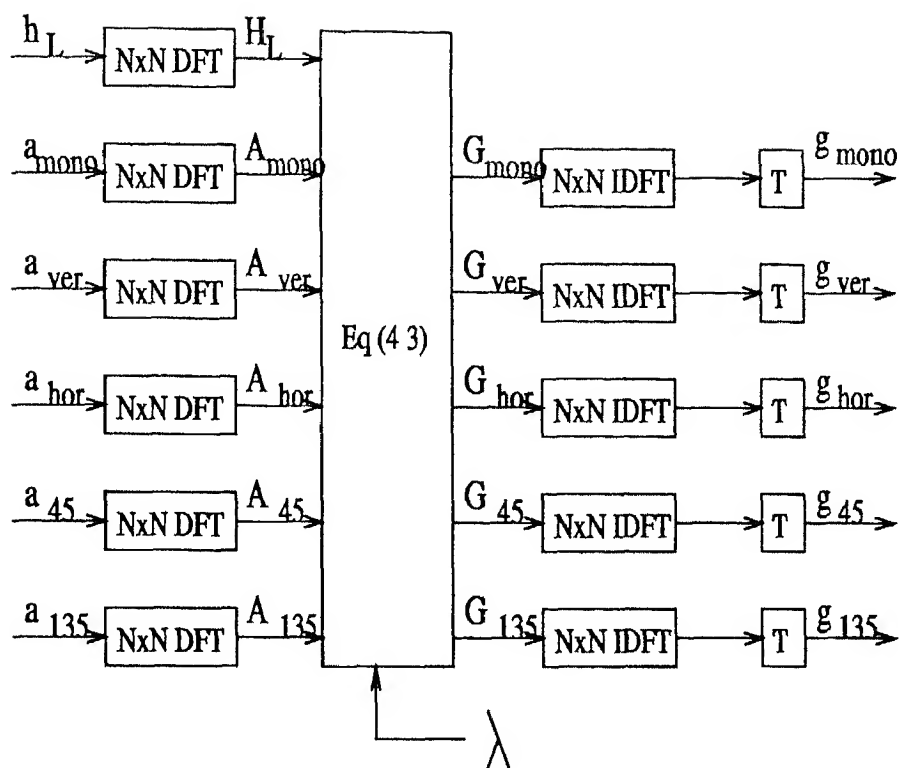 h L NxN DFT H L
a mono NxN DFT A mono G mono NxN IDFT T g mono
a ver NxN DFT A ver G ver NxN IDFT T g ver
Eq (4 3)
a hor NxN DFT A hor G hor NxN IDFT T g hor
a 45 NxN DFT A 45 G 45 NxN IDFT T g 45
a 135 NxN DFT A 135 G 135 NxN IDFT T g 135
λ